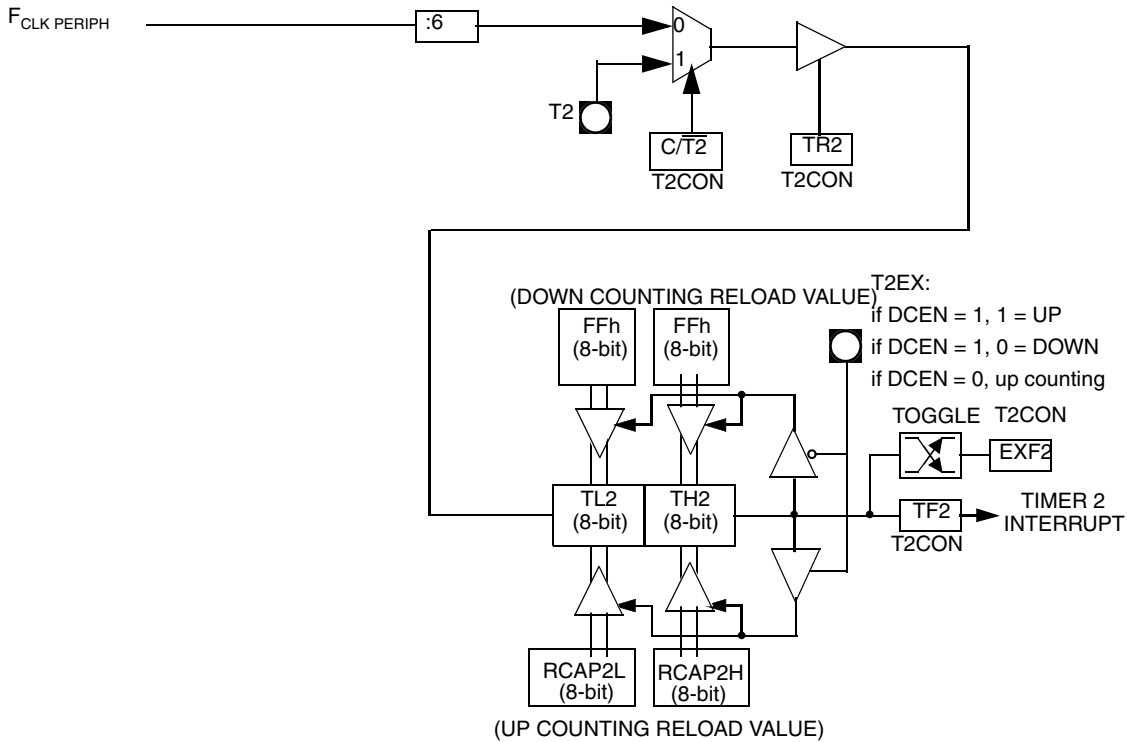 FCLK PERIPH
:6
0
1
T2
C/T2
T2CON
TR2
T2CON
T2EX:
(DOWN COUNTING RELOAD VALUE)
if DCEN = 1, 1 = UP
if DCEN = 1, 0 = DOWN
if DCEN = 0, up counting
FFh
(8-bit)
FFh
(8-bit)
TOGGLE
T2CON
EXF2
TL2
(8-bit)
TH2
(8-bit)
TF2
T2CON
TIMER 2
INTERRUPT
RCAP2L
(8-bit)
RCAP2H
(8-bit)
(UP COUNTING RELOAD VALUE)